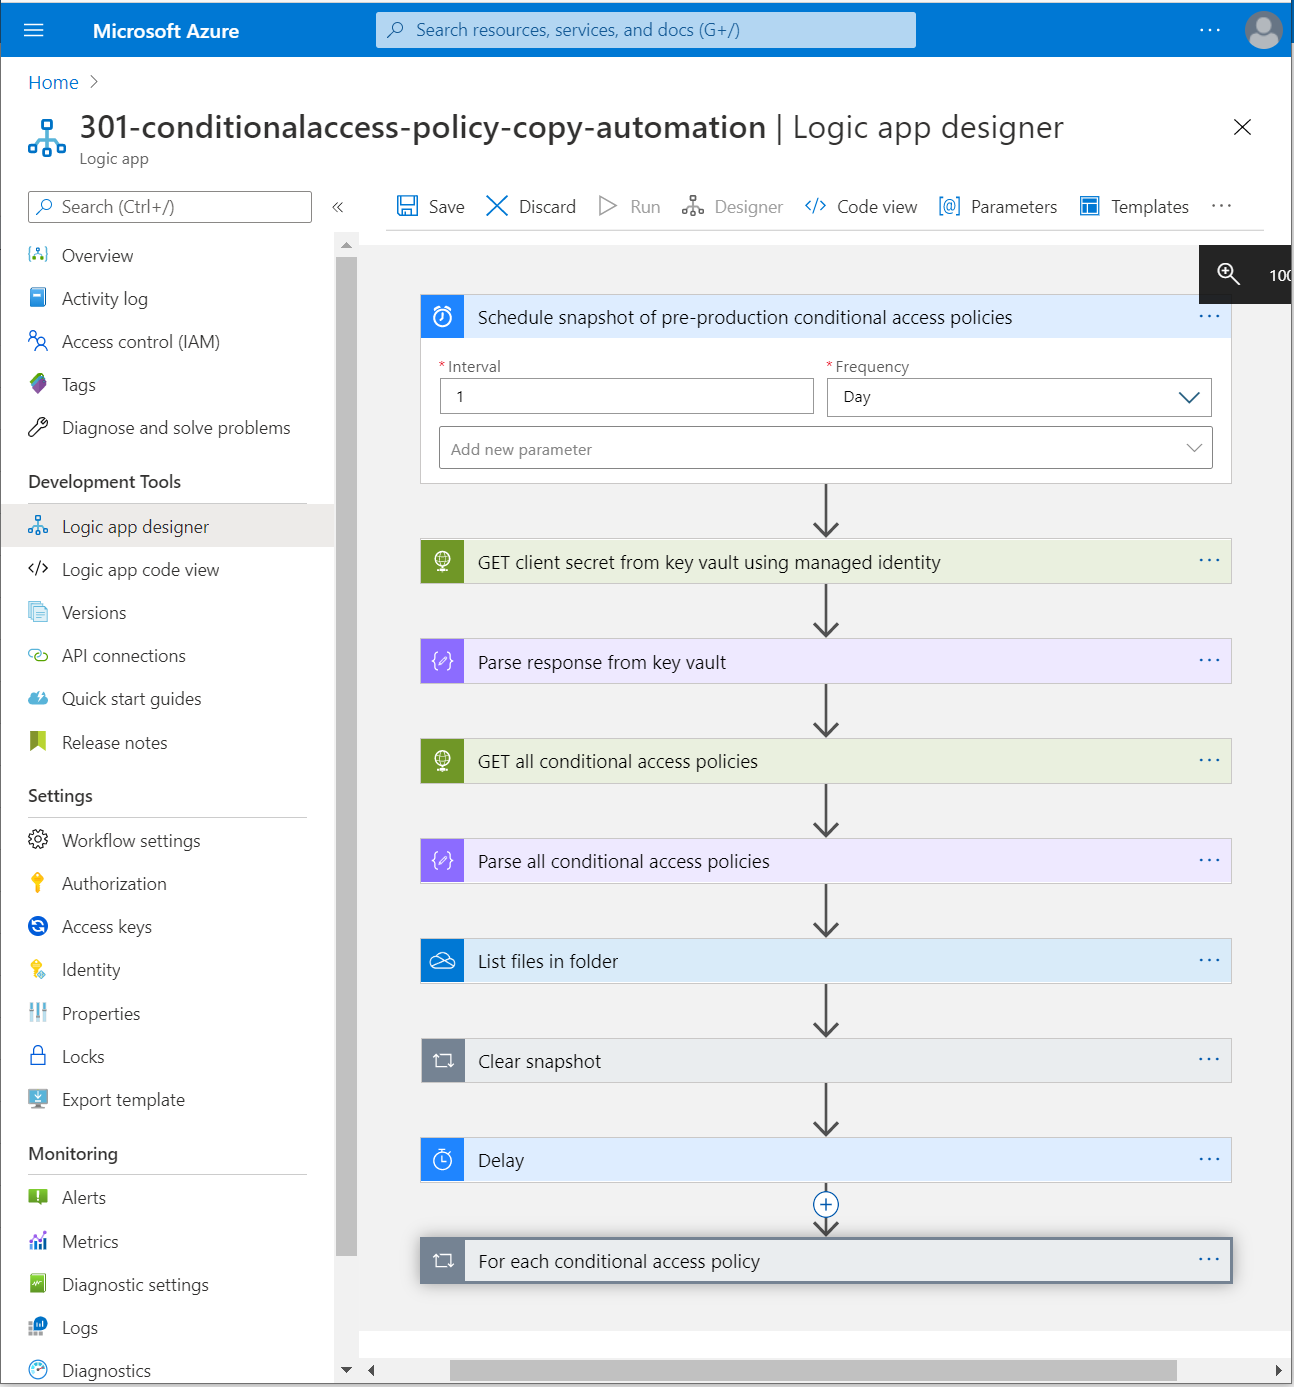 Microsoft Azure
Search resources, services, and docs (G+/)
Home
301-conditionalaccess-policy-copy-automation | Logic app designer
Logic app
Search (Ctrl+/)
Save
Discard
Run
Designer
Code view
Parameters
Templates
Overview
Activity log
Access control (IAM)
Tags
Diagnose and solve problems
Development Tools
Logic app designer
Logic app code view
Versions
API connections
Quick start guides
Release notes
Settings
Workflow settings
Authorization
Access keys
Identity
Properties
Locks
Export template
Monitoring
Alerts
Metrics
Diagnostic settings
Logs
Diagnostics
100
Schedule snapshot of pre-production conditional access policies
* Interval
1
* Frequency
Day
Add new parameter
GET client secret from key vault using managed identity
Parse response from key vault
GET all conditional access policies
Parse all conditional access policies
List files in folder
Clear snapshot
Delay
For each conditional access policy